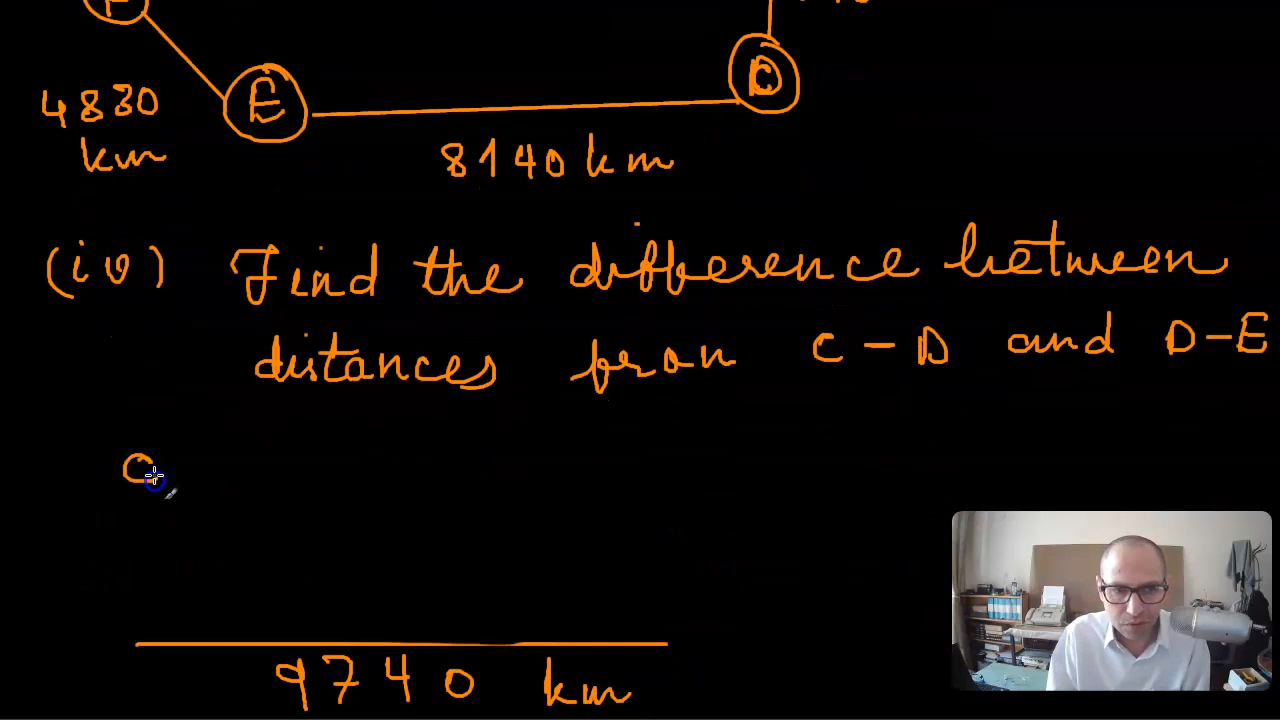 E
D
4830
km
8140 km
(iv) Find the difference between
distances from C-D and D-E
C
9740 km